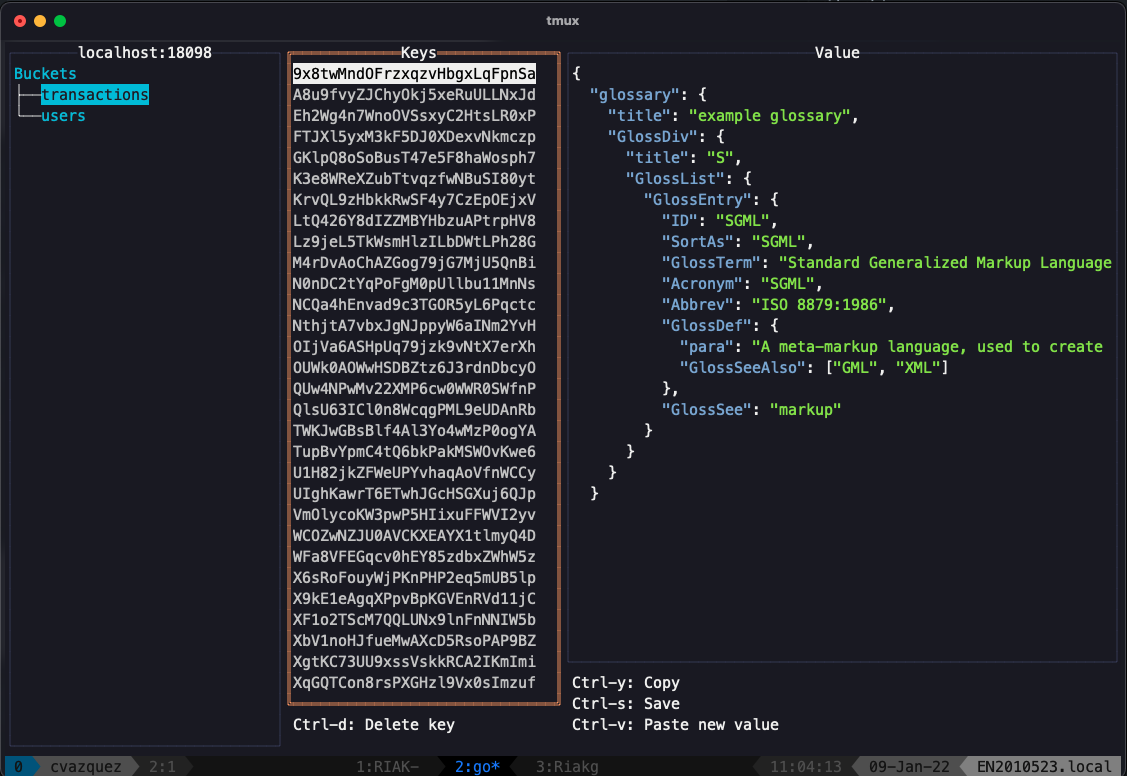 tmux
localhost:18098
Buckets
transactions
users
Keys
9x8twMndOFrzxqzvHbgxLqFpnSa
A8u9fvyZJChyOkj5xeRuULLNxJd
Eh2Wg4n7WnoOVSsxyC2HtsLR0xP
FTJXl5yxM3kF5DJ0XDexvNkmczp
GKlpQ8oSoBusT47e5F8haWosph7
K3e8WReXZubTtvqzfwNBuSI80yt
KrvQL9zHbkkRwSF4y7CzEpOEjxV
LtQ426Y8dIZZMBYHbzuAPtrpHV8
Lz9jeL5TkWsmHlzILbDWtLPh28G
M4rDvAoChAZGog79jG7MjU5QnBi
N0nDC2tYqPoFgM0pUllbu11MnNs
NCQa4hEnvad9c3TGOR5yL6Pqctc
NthjtA7vbxJgNJppyW6aINm2YvH
OIjVa6ASHpUq79jzk9vNtX7erXh
OUWk0AOWwHSDBZtz6J3rdnDbcyO
QUw4NPwMv22XMP6cw0WWR0SWfnP
QlsU63ICl0n8WcqgPML9eUDAnRb
TWKJwGBsBlf4Al3Yo4wMzP0ogYA
TupBvYpmC4tQ6bkPakMSWOvKwe6
U1H82jkZFWeUPYvhaqAoVfnWCCy
UIghKawrT6ETwhJGcHSGXuj6QJp
VmOlycoKW3pwP5HIixuFFWVI2yv
WCOZwNZJU0AVCKXEAYX1tlmyQ4D
WFa8VFEGqcv0hEY85zdbxZWhW5z
X6sRoFouyWjPKnPHP2eq5mUB5lp
X9kE1eAgqXPpvBpKGVEnRVd11jC
XF1o2TScM7QQLUNx9lnFnNNIW5b
XbV1noHJfueMwAXcD5RsoPAP9BZ
XgtKC73UU9xssVskkRCA2IKmImi
XqGQTCon8rsPXGHzl9Vx0sImzuf
Ctrl-d: Delete key
Value
{
"glossary": {
"title": "example glossary",
"GlossDiv": {
"title": "S",
"GlossList": {
"GlossEntry": {
"ID": "SGML",
"SortAs": "SGML",
"GlossTerm": "Standard Generalized Markup Language
"Acronym": "SGML",
"Abbrev": "ISO 8879:1986",
"GlossDef": {
"para": "A meta-markup language, used to create
"GlossSeeAlso": ["GML", "XML"]
},
"GlossSee": "markup"
}
}
}
}
Ctrl-y: Copy
Ctrl-s: Save
Ctrl-v: Paste new value
0 cvazquez 2:1 1:RIAK- 2:go* 3:Riakg 11:04:13 09-Jan-22 EN2010523.local